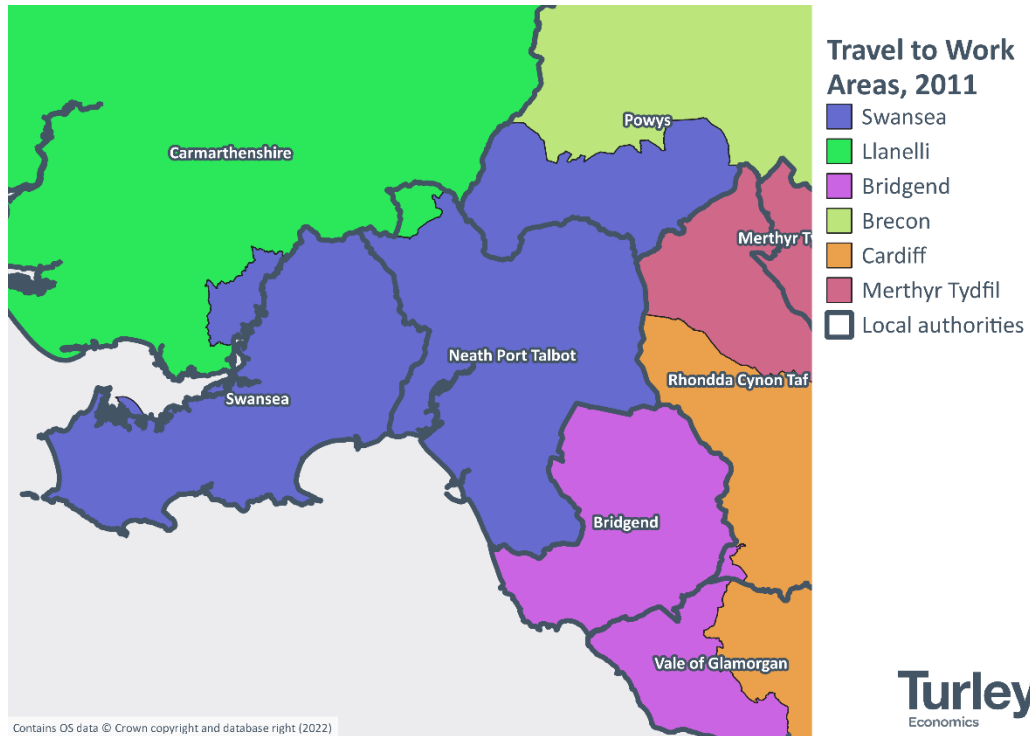 Travel to Work
Areas, 2011
Swansea
Llanelli
Bridgend
Brecon
Cardiff
Merthyr Tydfil
Local authorities
Powys
Carmarthenshire
Merthyr Ty
Neath Port Talbot
Rhondda Cynon Taf
Swansea
Bridgend
Vale of Glamorgan
Turley
Economics
Contains OS data © Crown copyright and database right (2022)